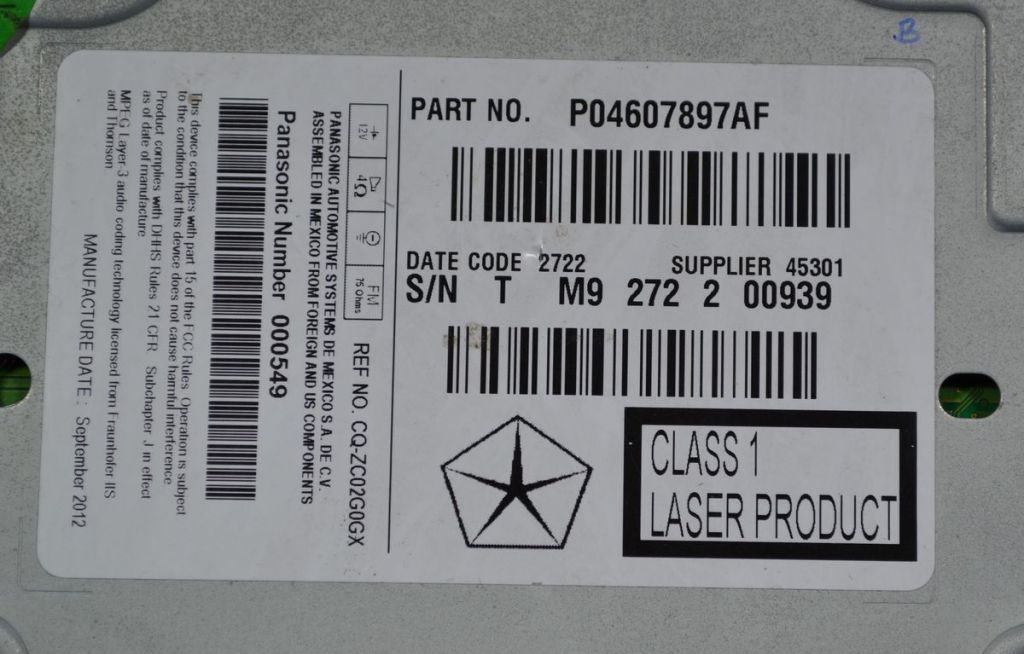 B
PART NO. P04607897AF
DATE CODE 2722 SUPPLIER 45301
S/N T M9 272 2 00939
CLASS 1
LASER PRODUCT
12V 4Ω FM
75 Ohms
REF NO. CQ-ZC02G0GX
PANASONIC AUTOMOTIVE SYSTEMS DE MEXICO S.A. DE C.V.
ASSEMBLED IN MEXICO FROM FOREIGN AND US COMPONENTS
Panasonic Number 000549
This device complies with part 15 of the FCC Rules. Operation is subject
to the condition that this device does not cause harmful interference
Product complies with DHHS Rules 21 CFR Subchapter J in effect
as of date of manufacture
MPEG Layer 3 audio coding technology licensed from Fraunhofer IIS
and Thomson
MANUFACTURE DATE : September 2012